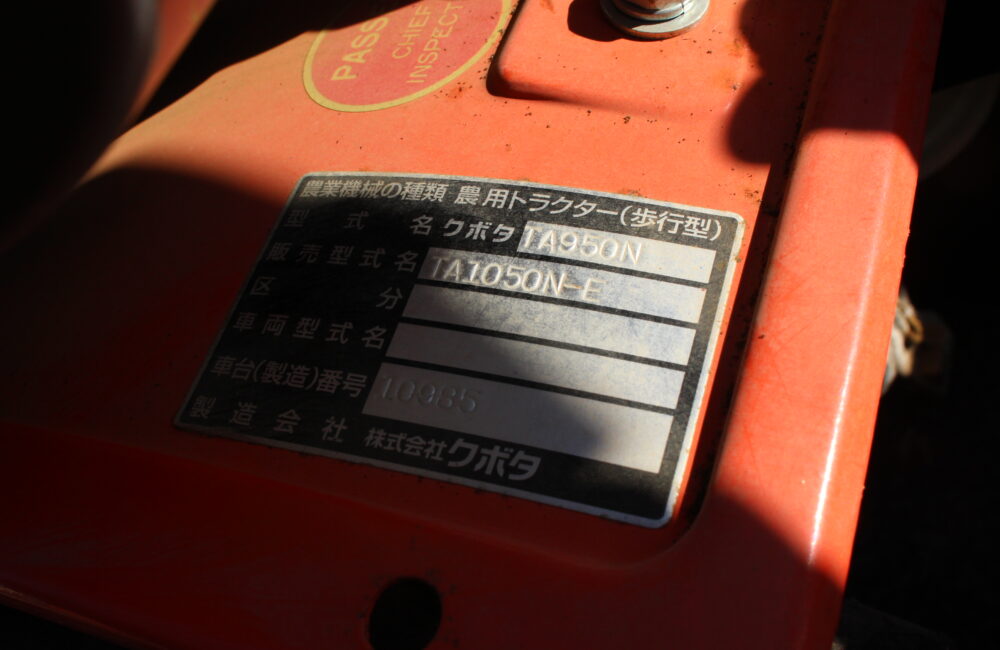 PASS
CHIEF
INSPECT
農業機械の種類 農用トラクター(歩行型)
型式名 クボタ TA950N
販売型式名 TA1050N-E
区分
車両型式名
車台(製造)番号 10985
製造会社 株式会社クボタ